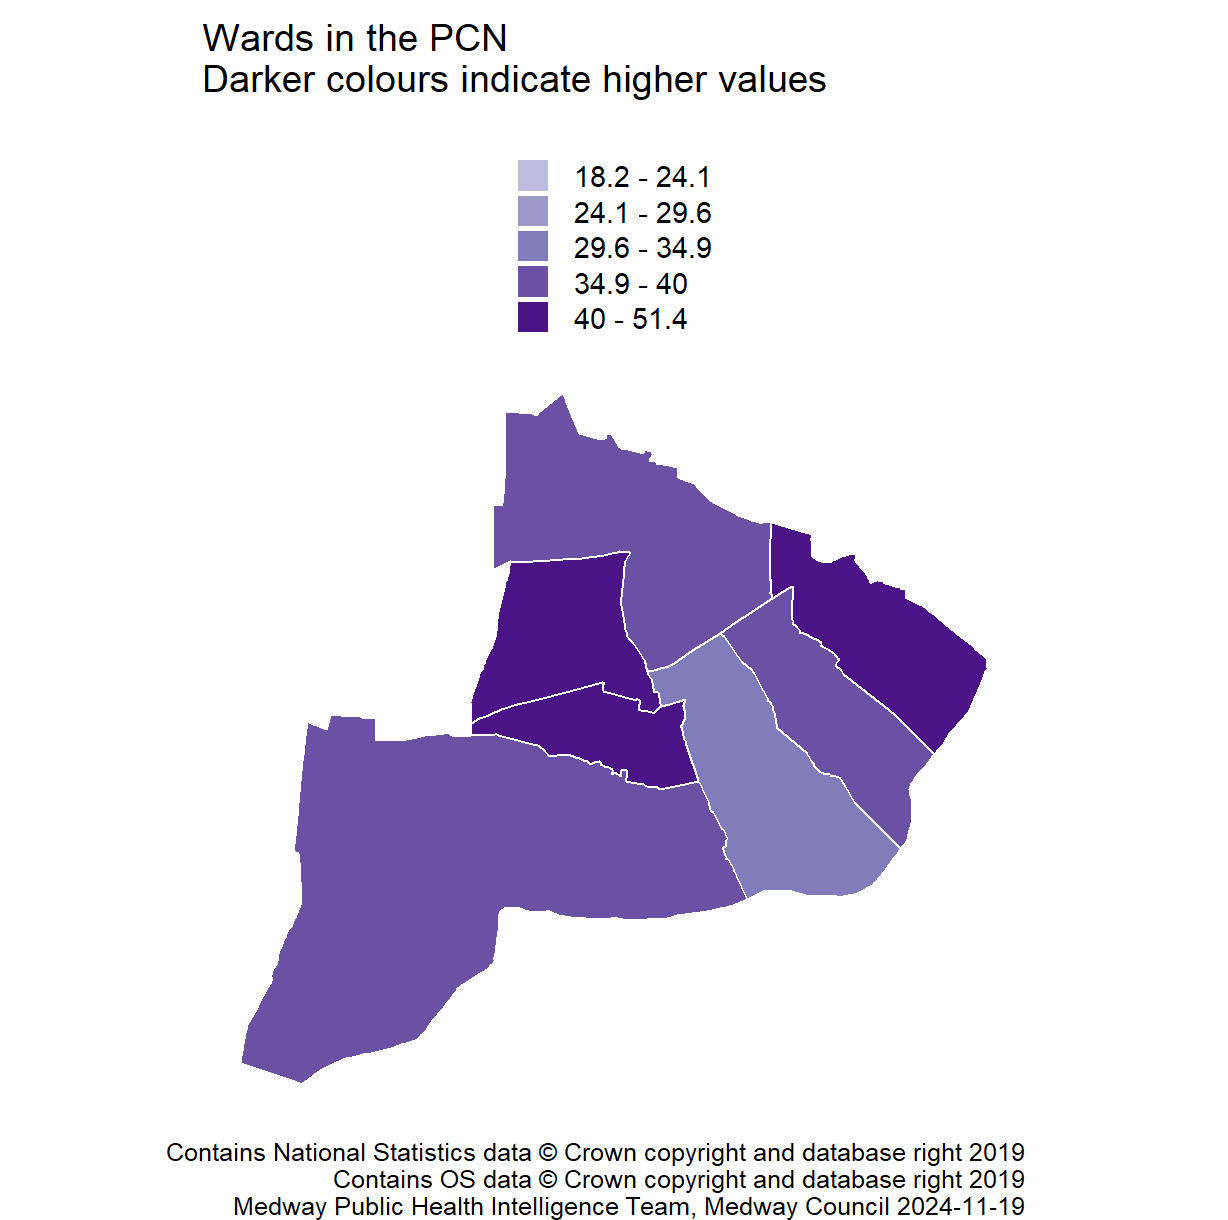 Wards in the PCN
Darker colours indicate higher values
18.2 - 24.1
24.1 - 29.6
29.6 - 34.9
34.9 - 40
40 - 51.4
Contains National Statistics data © Crown copyright and database right 2019
Contains OS data © Crown copyright and database right 2019
Medway Public Health Intelligence Team, Medway Council 2024-11-19